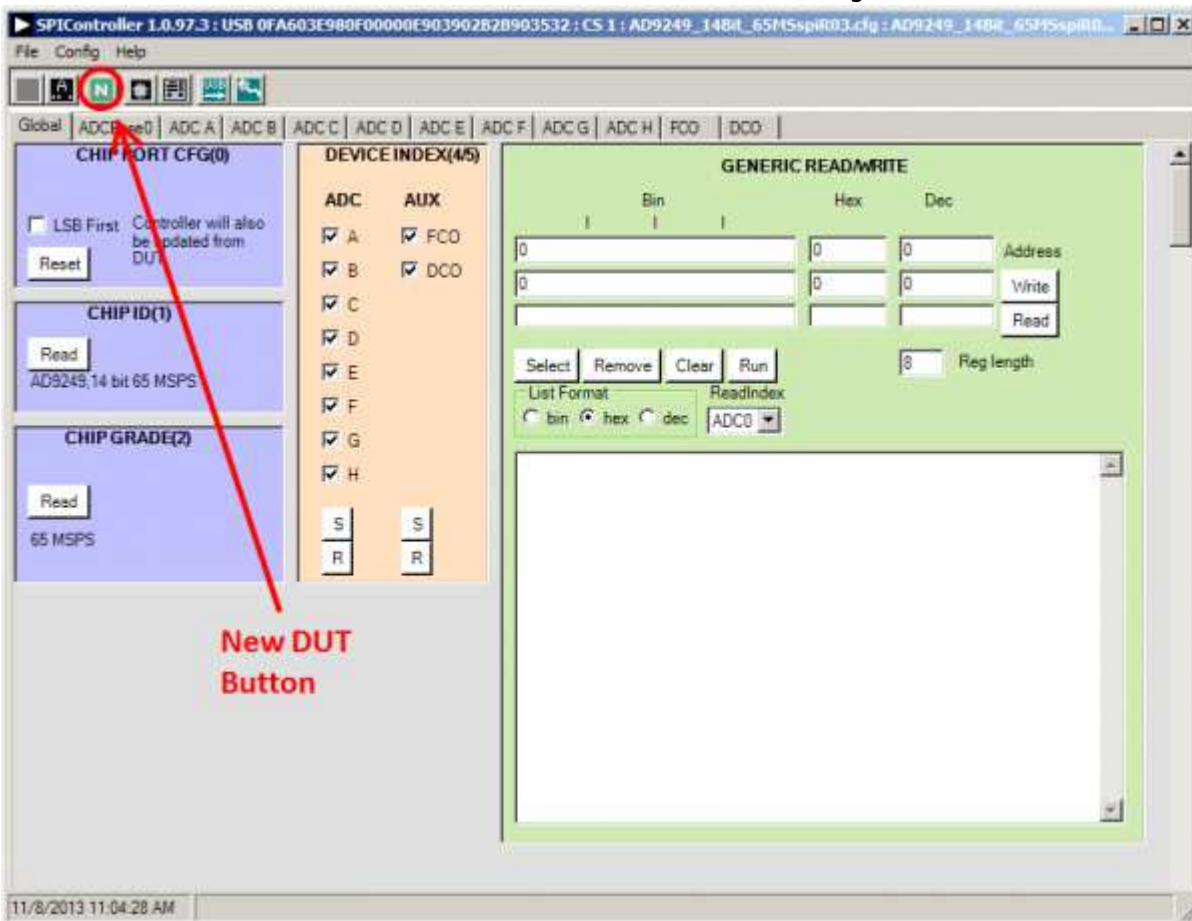 SPIController 1.0.97.3 : USB 0FA603E980F00000E903902B2B903532 : CS 1 : AD9249_14Bit_65MSspiR03.cfg : AD9249_14Bit_65MSspiR0...
File Config Help
N
Global ADC A ADC B ADC C ADC D ADC E ADC F ADC G ADC H FCO DCO
CHIP PORT CFG(0)
LSB First Controller will also
be updated from
DUT
Reset
CHIP ID(1)
Read
AD9249,14 bit 65 MSPS
CHIP GRADE(2)
Read
65 MSPS
DEVICE INDEX(4/5)
ADC AUX
A FCO
B DCO
C
D
E
F
G
H
S S
R R
GENERIC READ/WRITE
Bin Hex Dec
0 0 0 Address
0 0 0 Write
Read
Select Remove Clear Run 8 Reg length
List Format ReadIndex
bin hex dec ADC0
New DUT
Button
11/8/2013 11:04:28 AM